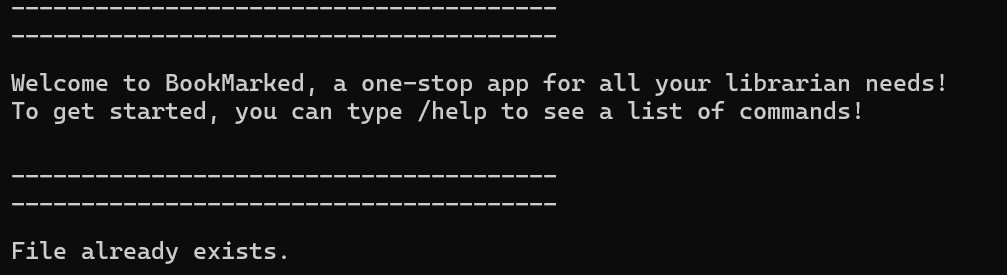 ---------------------------------------
---------------------------------------
Welcome to BookMarked, a one-stop app for all your librarian needs!
To get started, you can type /help to see a list of commands!
---------------------------------------
---------------------------------------
File already exists.